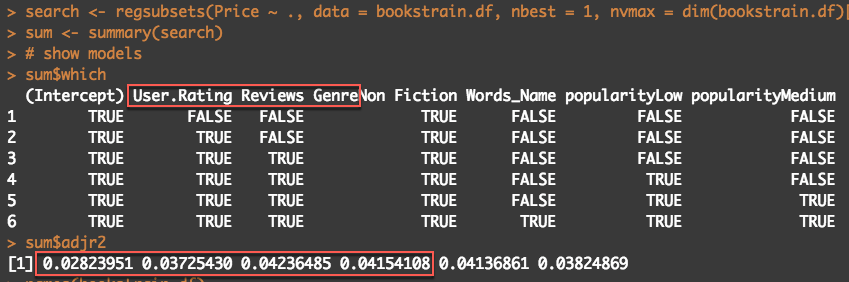 > search <- regsubsets(Price ~ ., data = bookstrain.df, nbest = 1, nvmax = dim(bookstrain.df)[
> sum <- summary(search)
> # show models
> sum$which
(Intercept) User.Rating Reviews GenreNon Fiction Words_Name popularityLow popularityMedium
1 TRUE FALSE FALSE TRUE FALSE FALSE FALSE
2 TRUE TRUE FALSE TRUE FALSE FALSE FALSE
3 TRUE TRUE TRUE TRUE FALSE FALSE FALSE
4 TRUE TRUE TRUE TRUE FALSE TRUE FALSE
5 TRUE TRUE TRUE TRUE FALSE TRUE TRUE
6 TRUE TRUE TRUE TRUE TRUE TRUE TRUE
> sum$adjr2
[1] 0.02823951 0.03725430 0.04236485 0.04154108 0.04136861 0.03824869